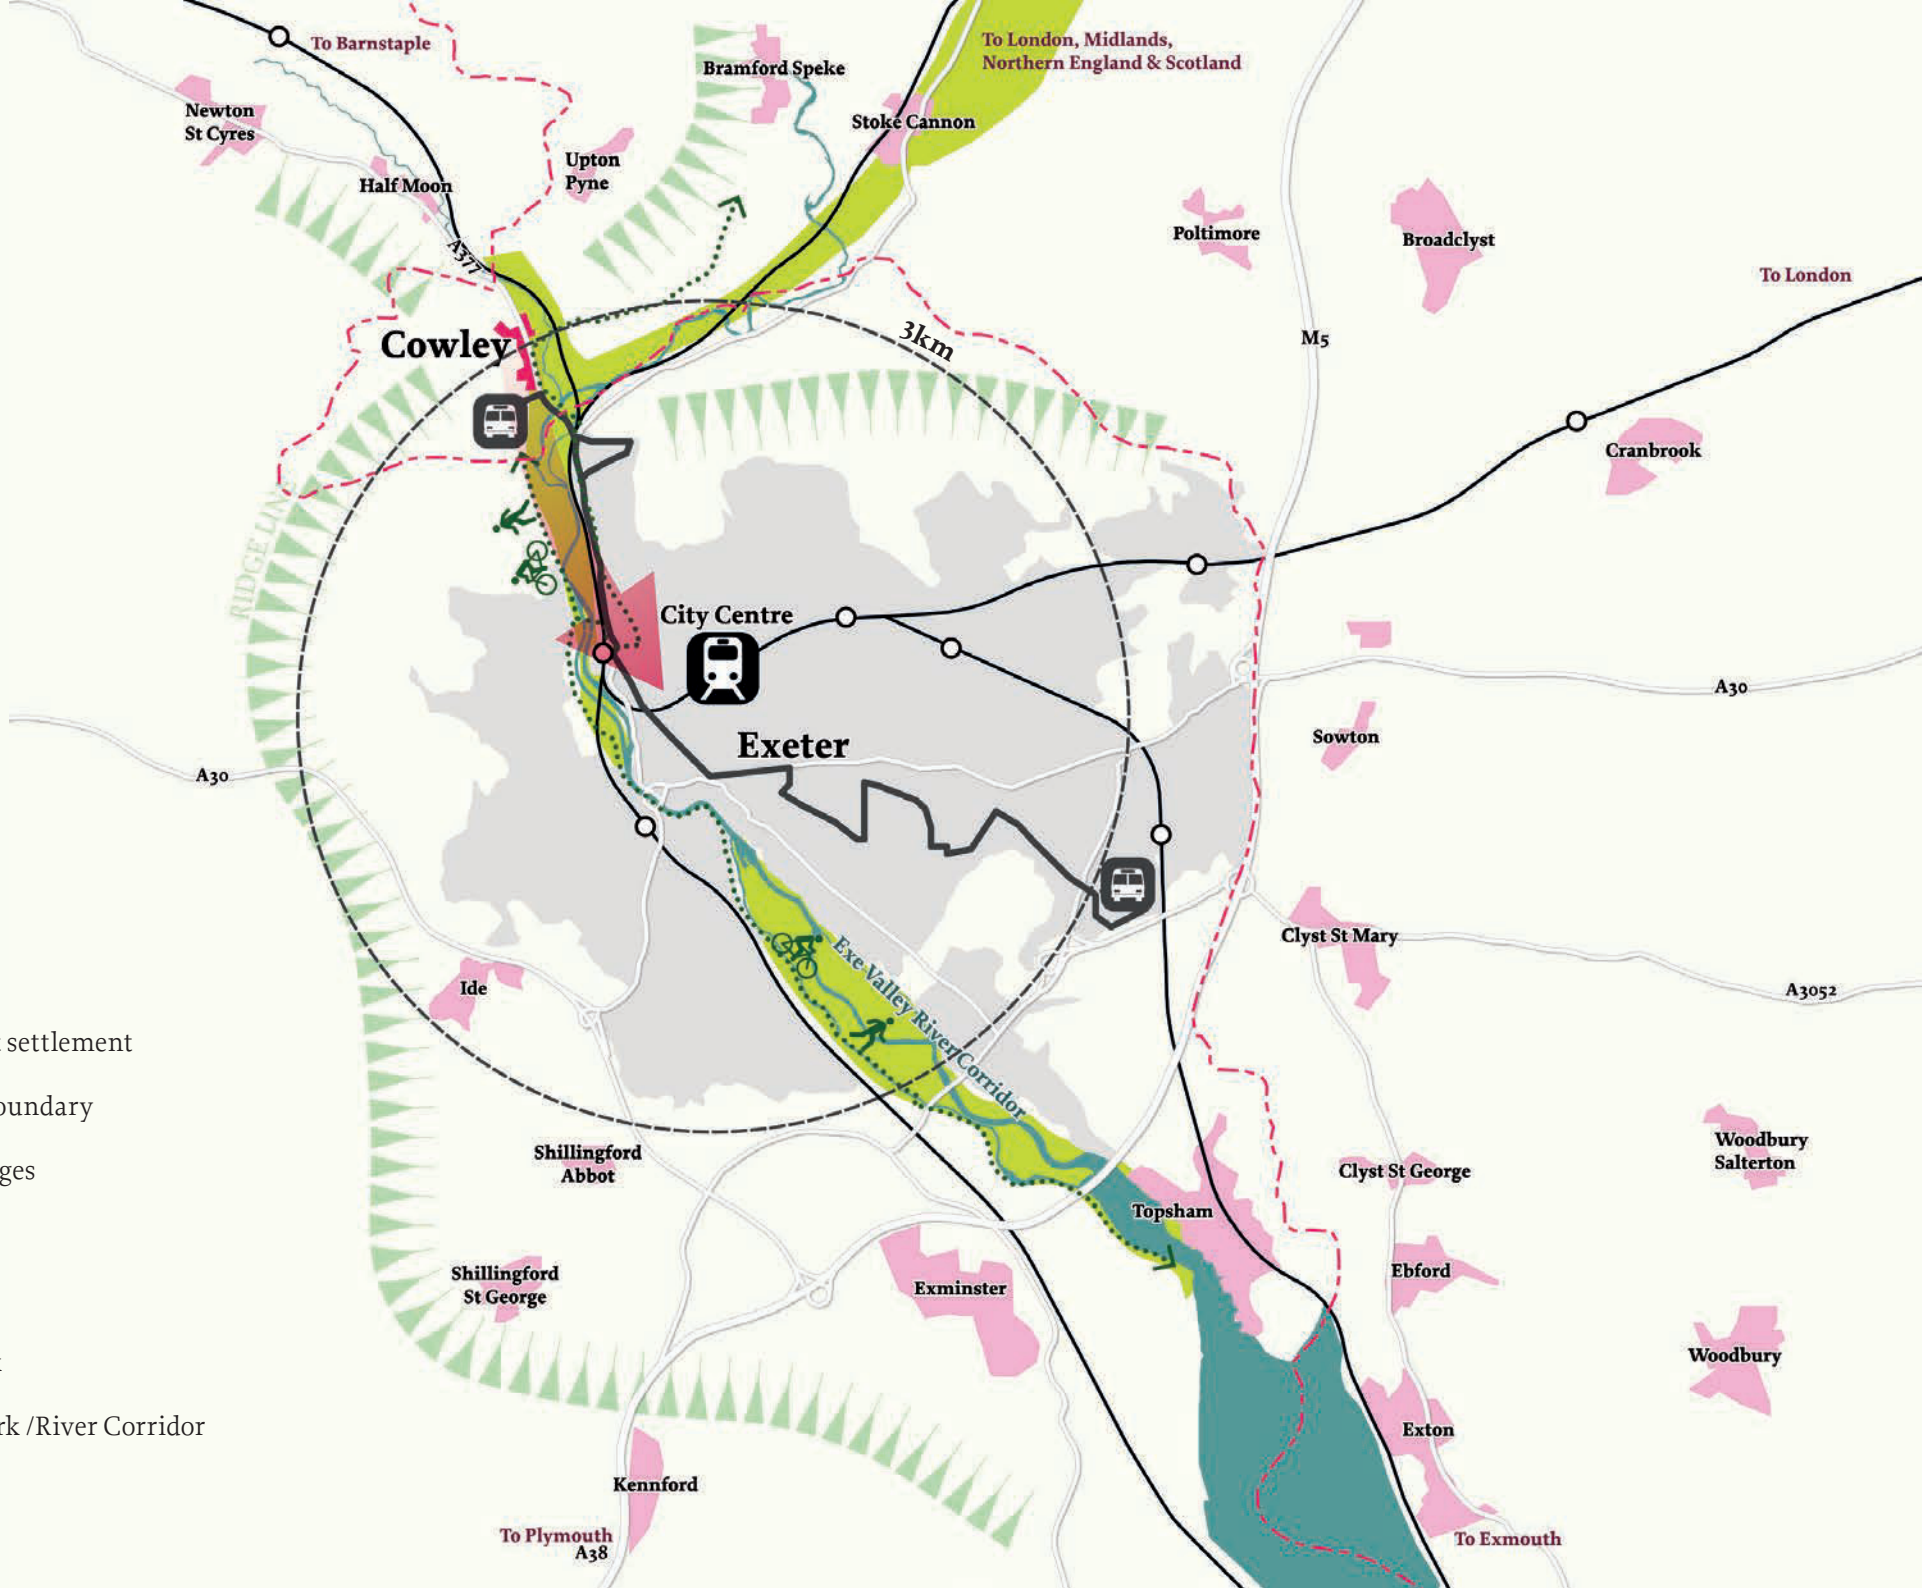 To Barnstaple
To London, Midlands,
Northern England & Scotland
Bramford Speke
Newton
St Cyres
Stoke Cannon
Upton
Pyne
Half Moon
A377
Poltimore
Broadclyst
To London
Cowley
3km
M5
Cranbrook
RIDGE LINE
City Centre
A30
Sowton
Exeter
A30
Clyst St Mary
Exe Valley River Corridor
Ide
A3052
settlement
oundary
Shillingford
Abbot
Woodbury
Salterton
ges
Clyst St George
Topsham
Shillingford
St George
Exminster
Ebford
Woodbury
rk /River Corridor
Exton
Kennford
To Plymouth
A38
To Exmouth